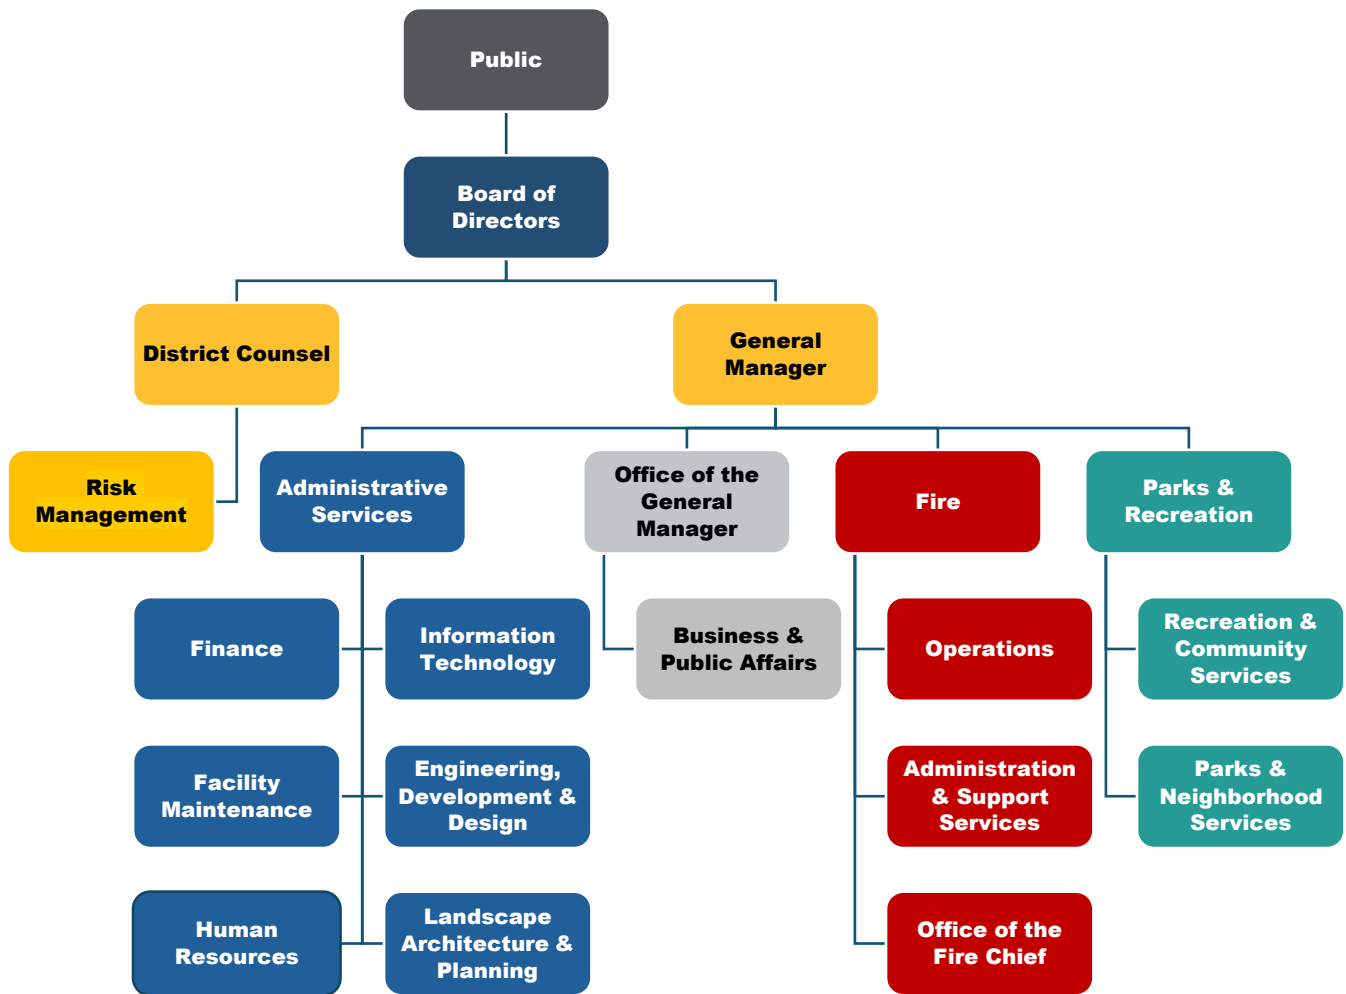 Public
Board of
Directors
District Counsel
General
Manager
Risk
Management
Administrative
Services
Office of the
General
Manager
Fire
Parks &
Recreation
Finance
Information
Technology
Business &
Public Affairs
Operations
Recreation &
Community
Services
Facility
Maintenance
Engineering,
Development &
Design
Administration
& Support
Services
Parks &
Neighborhood
Services
Human
Resources
Landscape
Architecture &
Planning
Office of the
Fire Chief